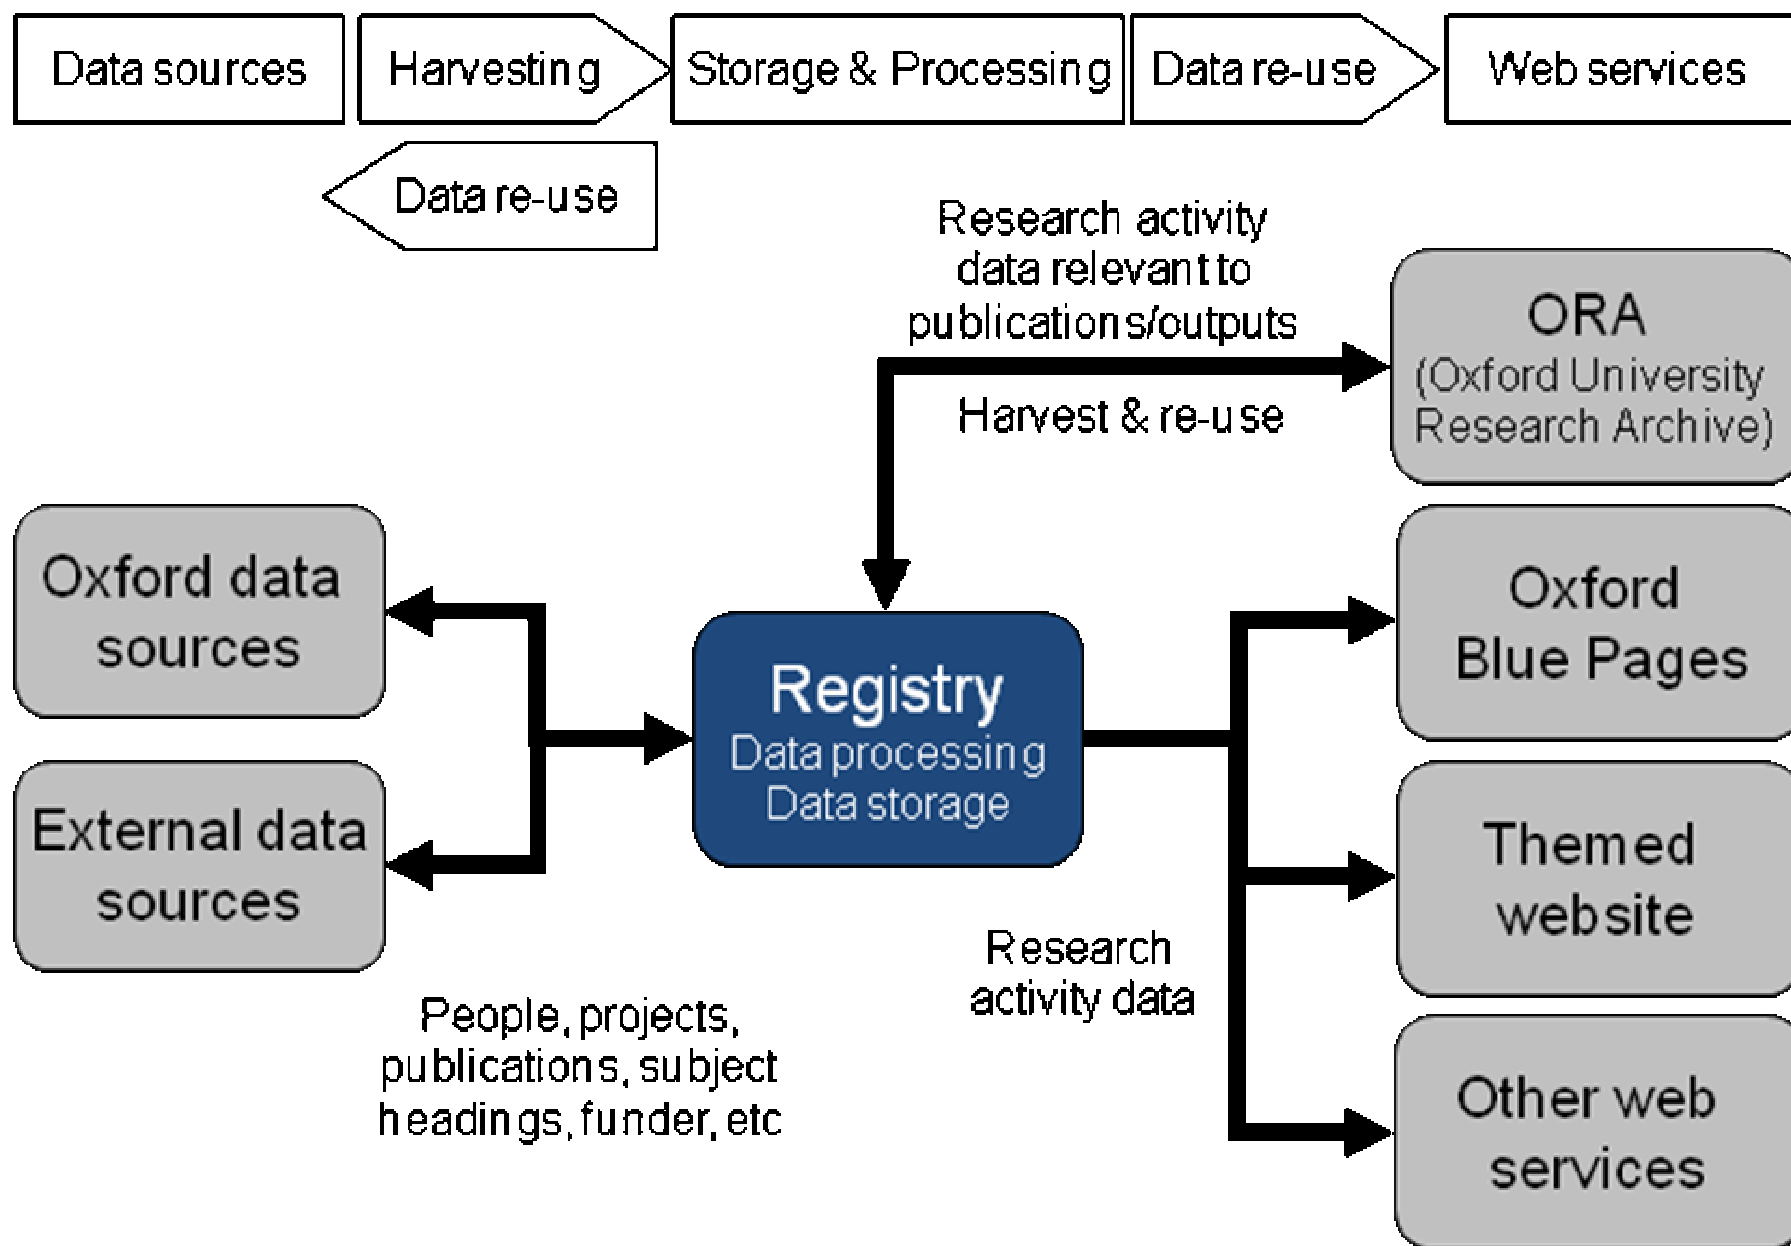 Data sources
Harvesting
Storage & Processing
Data re-use
Web services
Data re-use
Research activity
data relevant to
publications/outputs
Harvest & re-use
ORA
(Oxford University
Research Archive)
Oxford data
sources
External data
sources
People, projects,
publications, subject
headings, funder, etc
Registry
Data processing
Data storage
Research
activity data
Oxford
Blue Pages
Themed
website
Other web
services